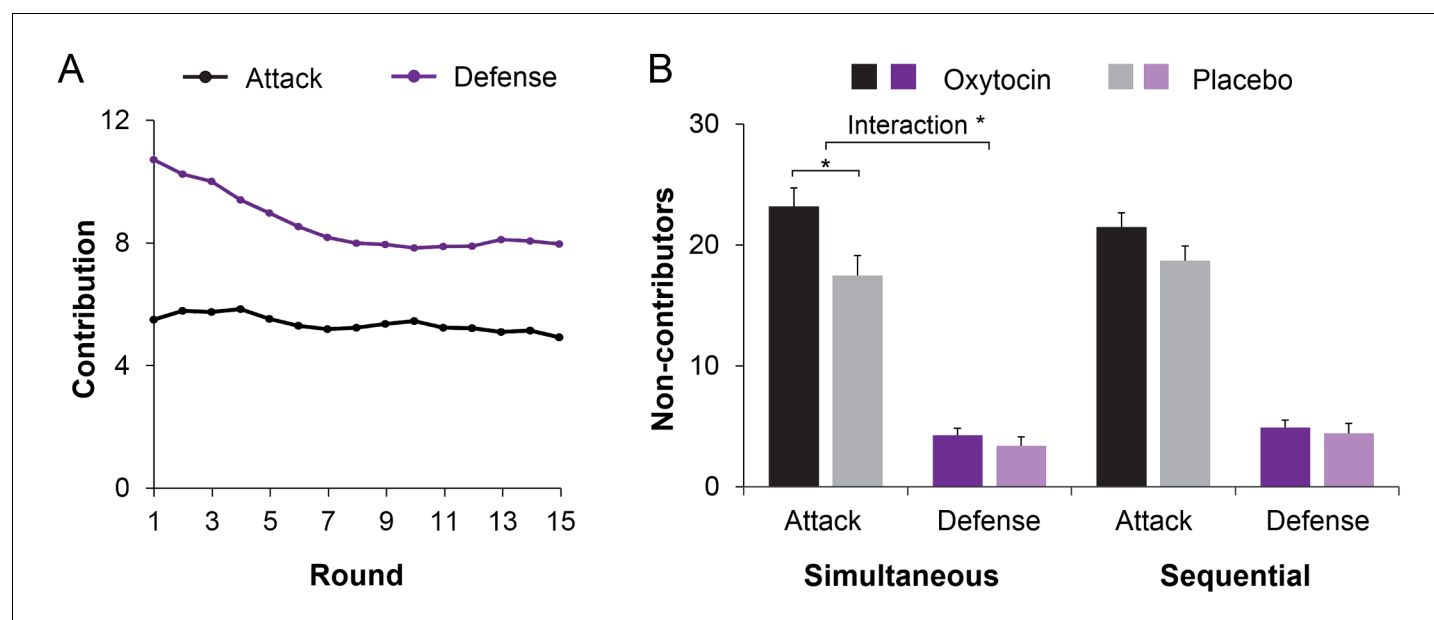 A
Attack
Defense
12
8
4
0
Contribution
1 3 5 7 9 11 13 15
Round
B
Oxytocin
Placebo
30
20
10
0
Non-contributors
Interaction *
*
Attack
Defense
Attack
Defense
Simultaneous
Sequential